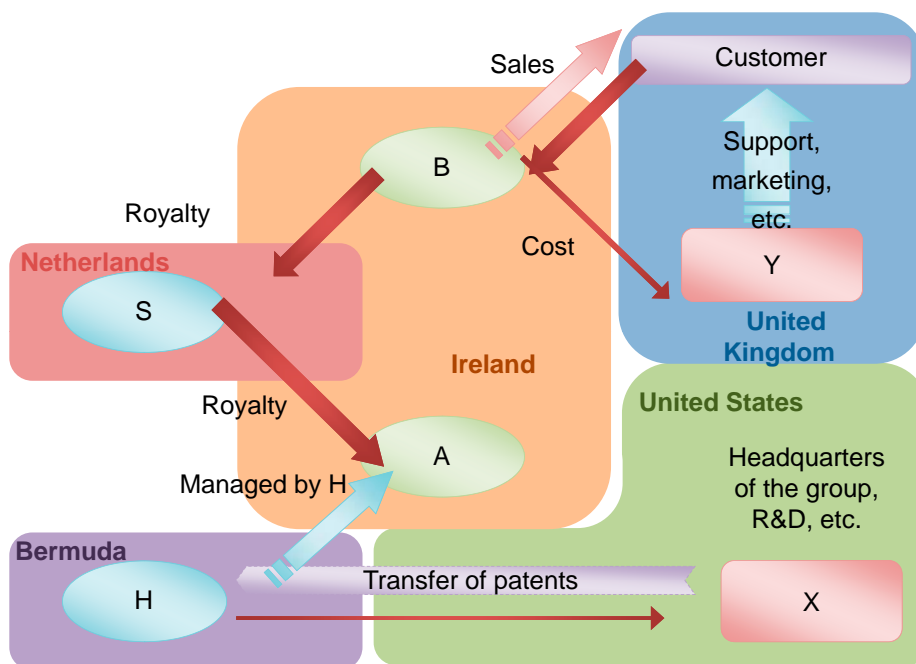 Sales
Customer
B
Support,
marketing,
etc.
Royalty
Cost
Netherlands
Y
S
United
Kingdom
Ireland
Royalty
United States
A
Managed by H
Headquarters
of the group,
R&D, etc.
Bermuda
Transfer of patents
H
X